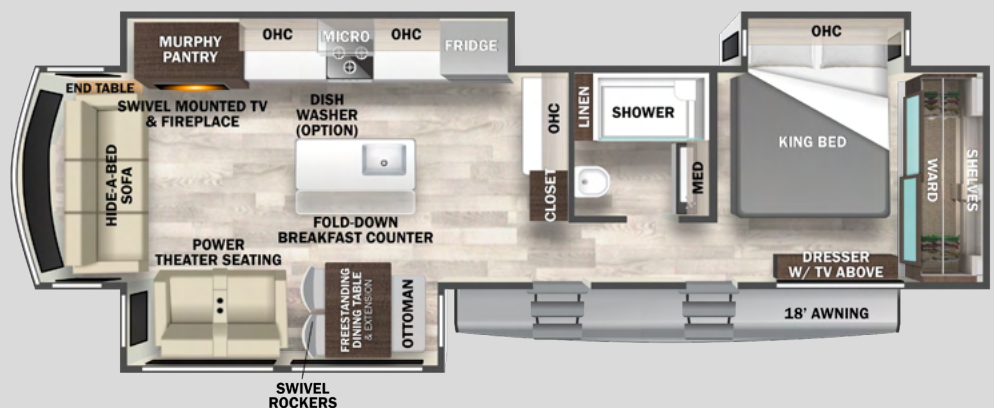 MURPHY
PANTRY
OHC
MICRO
OHC
FRIDGE
OHC
END TABLE
SWIVEL MOUNTED TV
& FIREPLACE
DISH
WASHER
(OPTION)
HIDE-A-BED
SOFA
FOLD-DOWN
BREAKFAST COUNTER
OHC
CLOSET
LINEN
SHOWER
MED
KING BED
WARD
SHELVES
POWER
THEATER SEATING
FREESTANDING
DINING TABLE
& EXTENSION
OTTOMAN
DRESSER
W/ TV ABOVE
18' AWNING
SWIVEL
ROCKERS